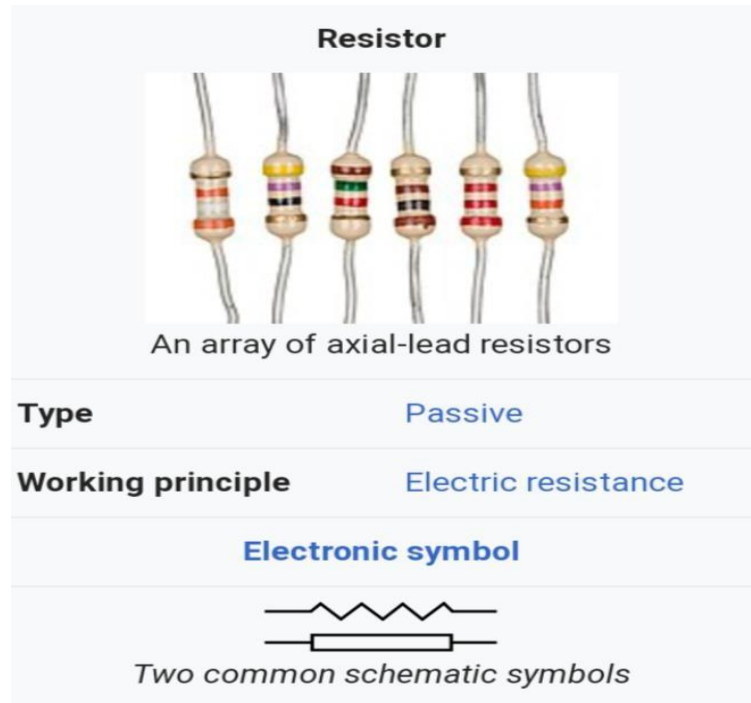 Resistor
An array of axial-lead resistors
Type Passive
Working principle Electric resistance
Electronic symbol
Two common schematic symbols